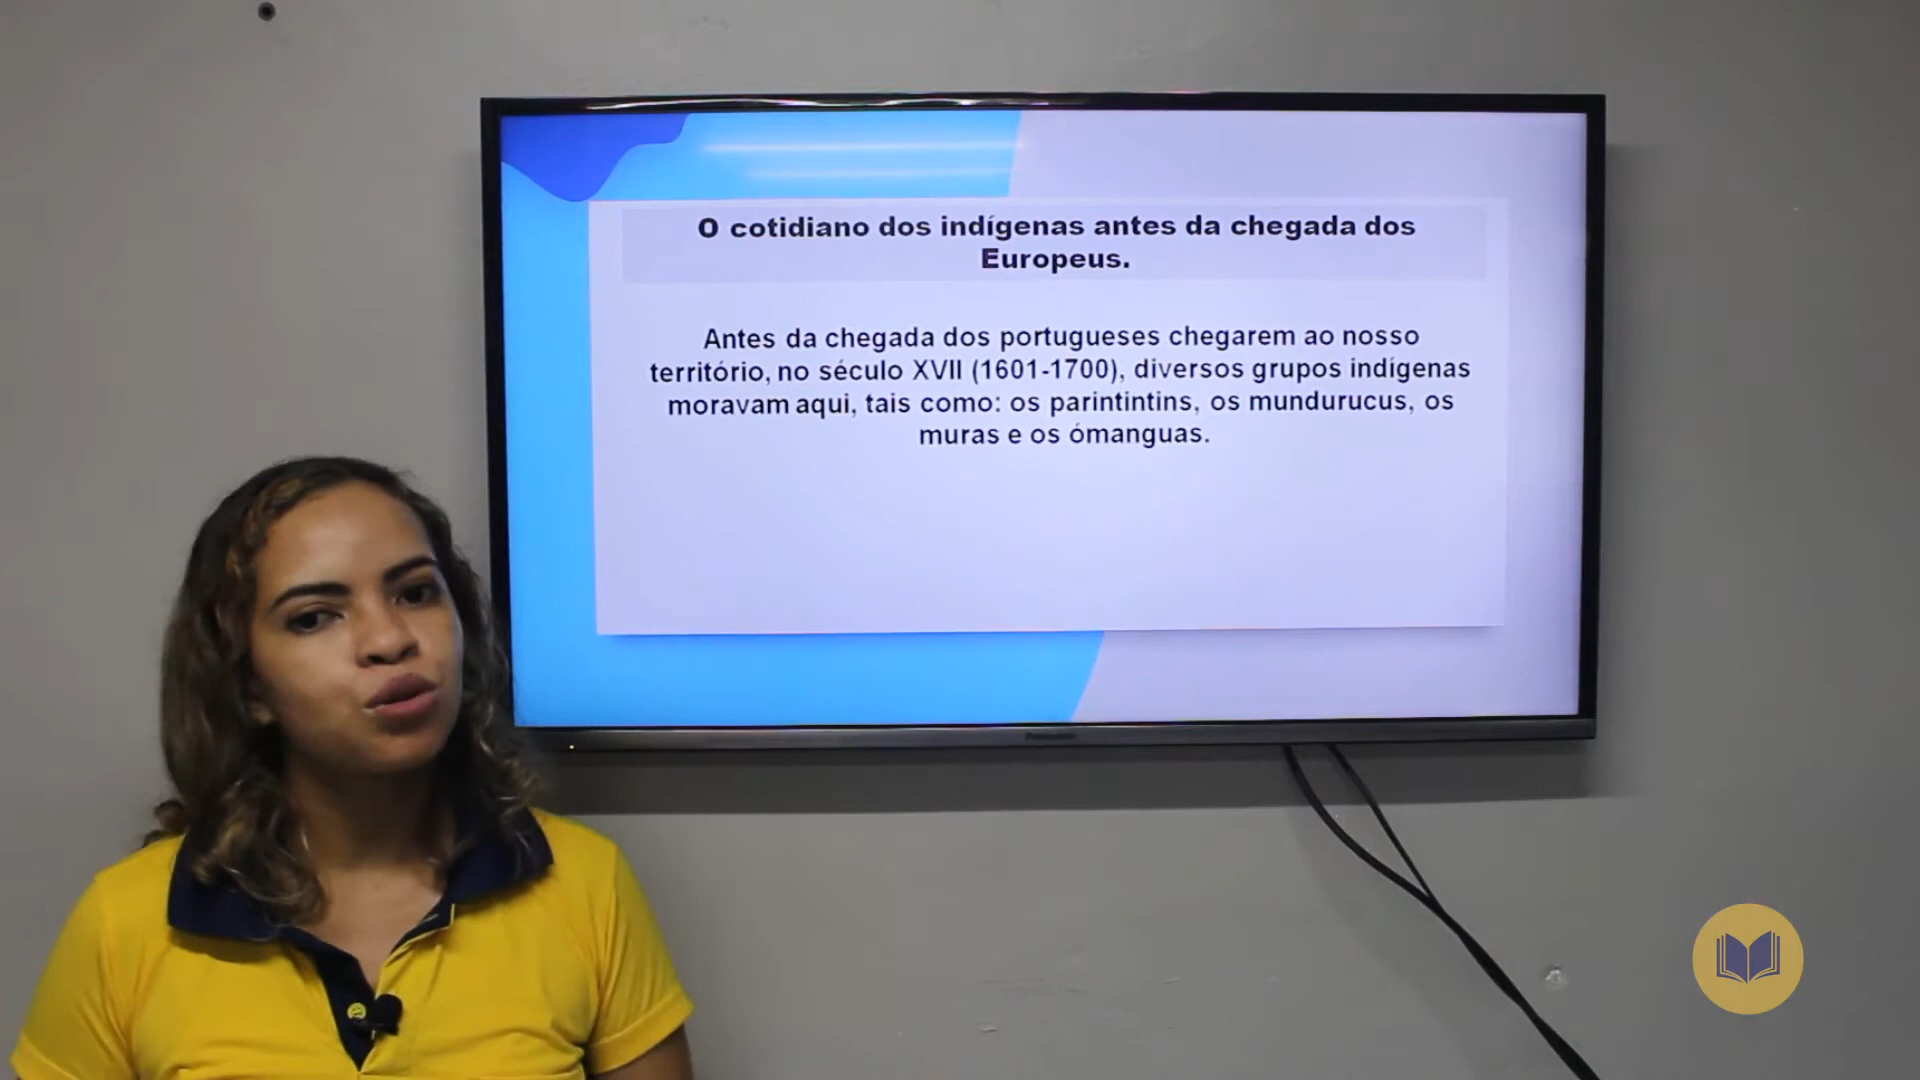 O cotidiano dos indígenas antes da chegada dos
Europeus.
Antes da chegada dos portugueses chegarem ao nosso
território, no século XVII (1601-1700), diversos grupos indígenas
moravam aqui, tais como: os parintintins, os mundurucus, os
muras e os ómanguas.